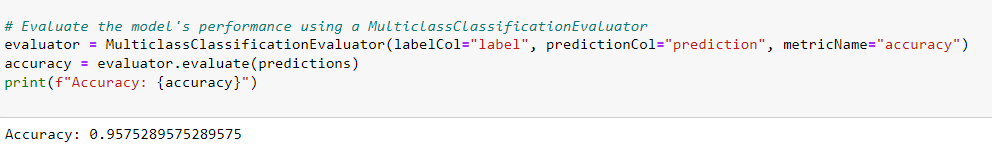 # Evaluate the model's performance using a MulticlassClassificationEvaluator
evaluator = MulticlassClassificationEvaluator(labelCol="label", predictionCol="prediction", metricName="accuracy")
accuracy = evaluator.evaluate(predictions)
print(f"Accuracy: {accuracy}")
Accuracy: 0.9575289575289575